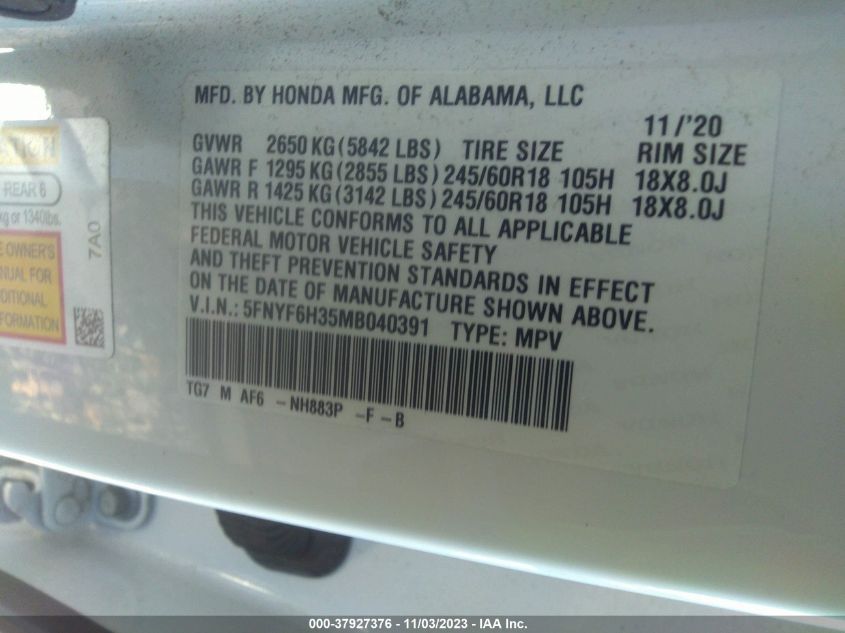 MFD. BY HONDA MFG. OF ALABAMA, LLC
11/'20
GVWR 2650 KG (5842 LBS) TIRE SIZE RIM SIZE
GAWR F 1295 KG (2855 LBS) 245/60R18 105H 18X8.0J
GAWR R 1425 KG (3142 LBS) 245/60R18 105H 18X8.0J
THIS VEHICLE CONFORMS TO ALL APPLICABLE
FEDERAL MOTOR VEHICLE SAFETY
AND THEFT PREVENTION STANDARDS IN EFFECT
ON THE DATE OF MANUFACTURE SHOWN ABOVE.
V.I.N.: 5FNYF6H35MB040391 TYPE: MPV
TG7 M AF6 - NH883P - F - B
REAR 6
kg or 1340lbs.
OWNER'S
FOR
7A0
000-37927376 - 11/03/2023 - IAA Inc.